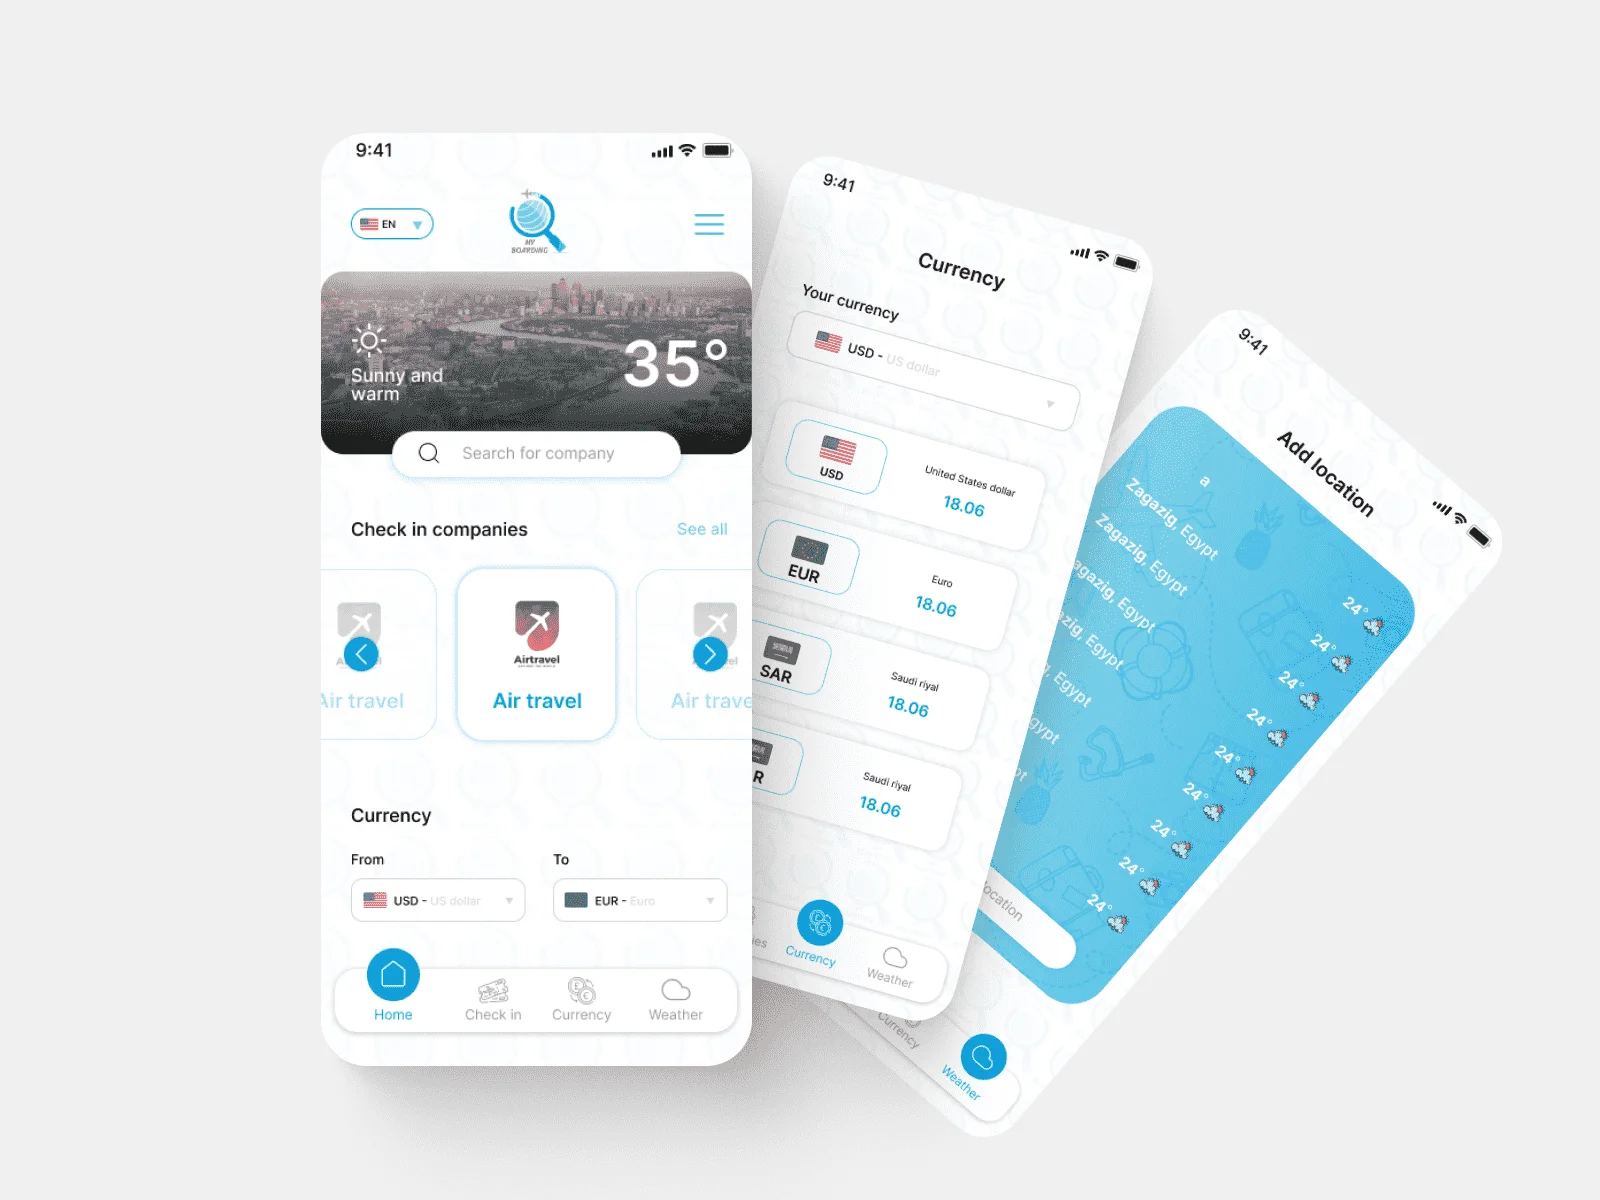 9:41
EN
MY
BOARDING
Sunny and
warm
35°
Search for company
Check in companies
See all
Airtravel
Air travel
Air travel
Air trave
Currency
From
To
USD - US dollar
EUR - Euro
Home
Check in
Currency
Weather
9:41
Currency
Your currency
USD - US dollar
USD
United States dollar
18.06
EUR
Euro
18.06
SAR
Saudi riyal
18.06
R
Saudi riyal
18.06
es
Currency
Weather
9:41
Add location
a
Zagazig, Egypt
24°
Zagazig, Egypt
24°
agazig, Egypt
24°
zig, Egypt
24°
, Egypt
24°
gypt
24°
pt
24°
24°
24°
location
Currency
Weather